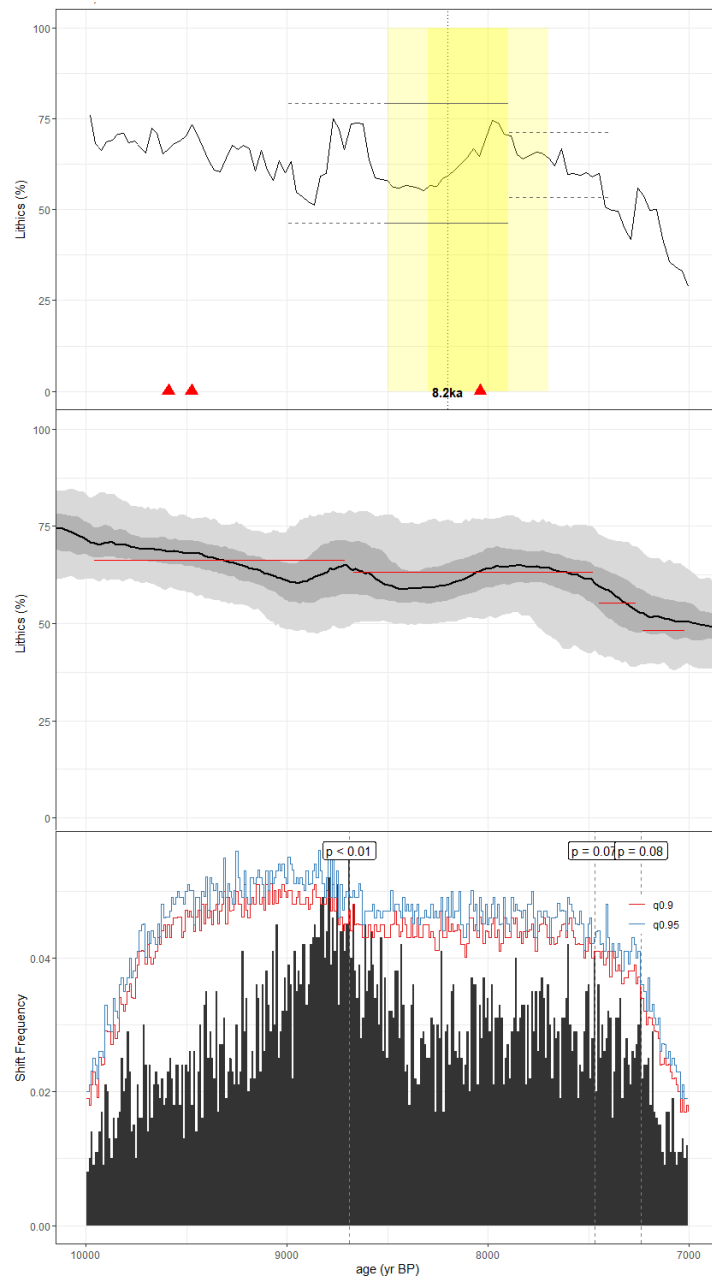 100
75
50
25
0
Lithics (%)
8.2ka
100
75
50
25
0
Lithics (%)
p < 0.01
p = 0.07
p = 0.08
q0.9
q0.95
0.04
0.02
0.00
Shift Frequency
10000
9000
8000
7000
age (yr BP)